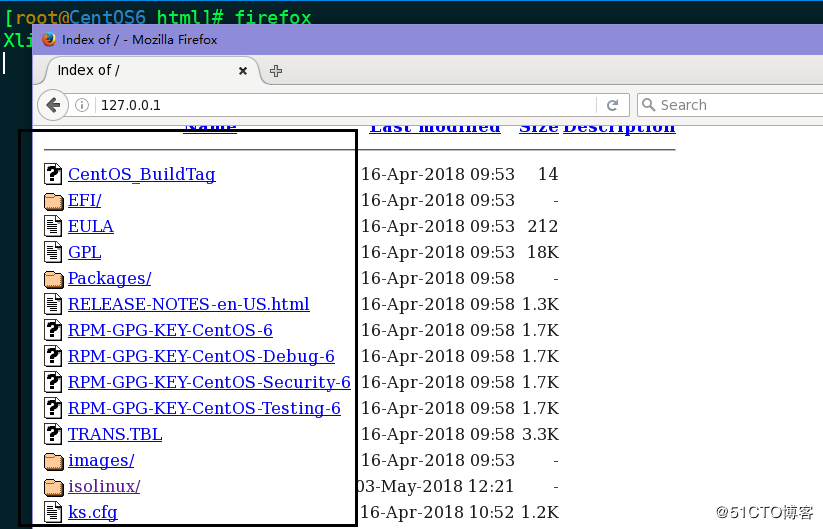 [root@CentOS6 html]# firefox
Xli
Index of / - Mozilla Firefox
Index of /
127.0.0.1 Search
Name Last modified Size Description
CentOS_BuildTag 16-Apr-2018 09:53 14
EFI/ 16-Apr-2018 09:53 -
EULA 16-Apr-2018 09:53 212
GPL 16-Apr-2018 09:53 18K
Packages/ 16-Apr-2018 09:58 -
RELEASE-NOTES-en-US.html 16-Apr-2018 09:58 1.3K
RPM-GPG-KEY-CentOS-6 16-Apr-2018 09:58 1.7K
RPM-GPG-KEY-CentOS-Debug-6 16-Apr-2018 09:58 1.7K
RPM-GPG-KEY-CentOS-Security-6 16-Apr-2018 09:58 1.7K
RPM-GPG-KEY-CentOS-Testing-6 16-Apr-2018 09:58 1.7K
TRANS.TBL 16-Apr-2018 09:58 3.3K
images/ 16-Apr-2018 09:53 -
isolinux/ 03-May-2018 12:21 -
ks.cfg 16-Apr-2018 10:52 1.2K
@51CTO博客